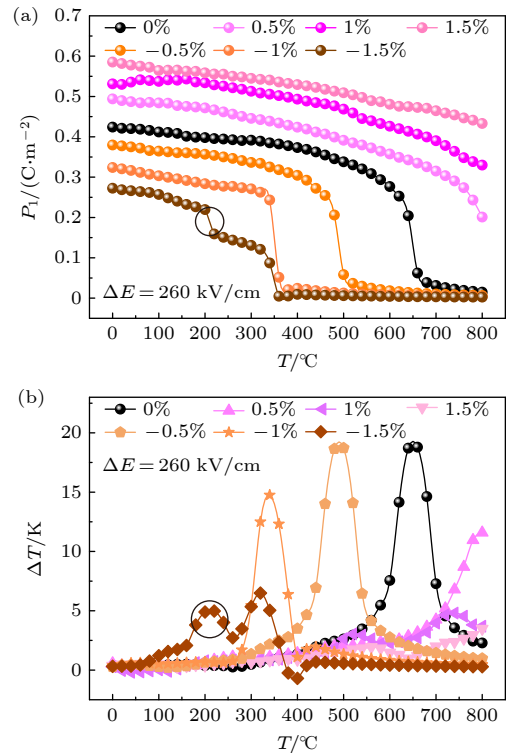 (a)
0.7
0% 0.5% 1% 1.5%
−0.5% −1% −1.5%
0.6
0.5
0.4
0.3
0.2
0.1
0
P₁/(C·m⁻²)
ΔE = 260 kV/cm
0 100 200 300 400 500 600 700 800
T/℃
(b)
0% 0.5% 1% 1.5%
−0.5% −1% −1.5%
ΔE = 260 kV/cm
20
15
10
5
0
ΔT/K
0 100 200 300 400 500 600 700 800
T/℃